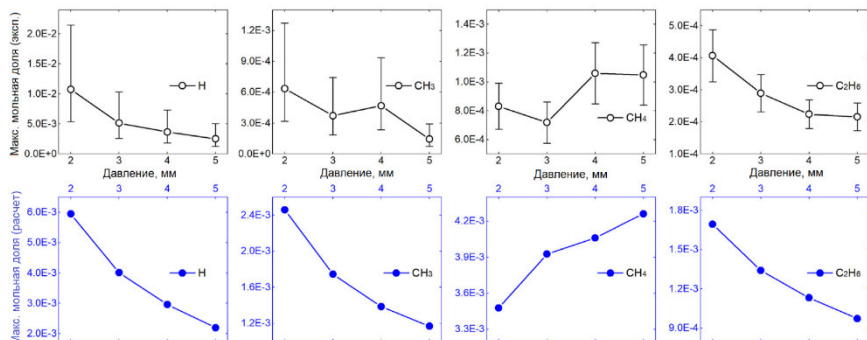 Макс. мольная доля (эксп.)
2.0E-2
1.5E-2
1.0E-2
5.0E-3
0.0E+0
H
2 3 4 5
Давление, мм
1.2E-3
8.0E-4
4.0E-4
0.0E+0
CH₃
2 3 4 5
Давление, мм
1.4E-3
1.2E-3
1.0E-3
8.0E-4
6.0E-4
CH₄
2 3 4 5
Давление, мм
5.0E-4
4.0E-4
3.0E-4
2.0E-4
1.0E-4
C₂H₆
2 3 4 5
Давление, мм
Макс. мольная доля (расчет)
2 3 4 5
6.0E-3
5.0E-3
4.0E-3
3.0E-3
2.0E-3
H
2 3 4 5
2.4E-3
2.0E-3
1.6E-3
1.2E-3
CH₃
2 3 4 5
4.2E-3
3.9E-3
3.6E-3
3.3E-3
CH₄
2 3 4 5
1.8E-3
1.5E-3
1.2E-3
9.0E-4
C₂H₆